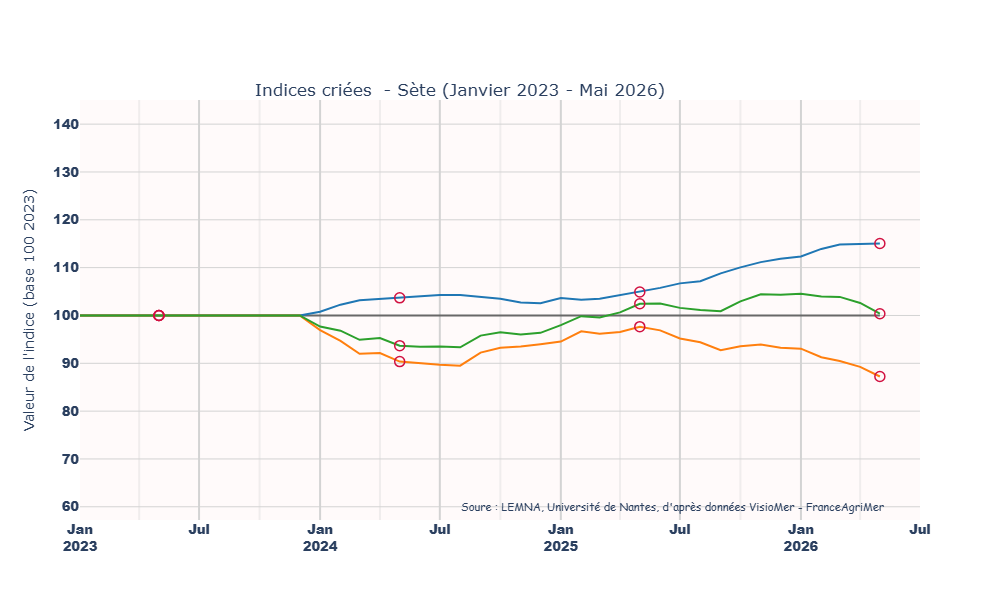 Indices criées  - Sète (Janvier 2023 - Mai 2026)
Valeur de l'indice (base 100 2023)
140
130
120
110
100
90
80
70
60
Soure : LEMNA, Université de Nantes, d'après données VisioMer - FranceAgriMer
Jan Jul Jan Jul Jan Jul Jan Jul
2023 2024 2025 2026